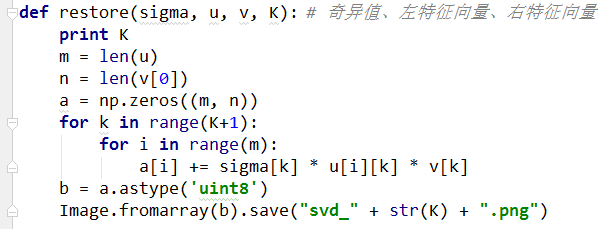 def restore(sigma, u, v, K): # 奇异值、左特征向量、右特征向量
    print K
    m = len(u)
    n = len(v[0])
    a = np.zeros((m, n))
    for k in range(K+1):
        for i in range(m):
            a[i] += sigma[k] * u[i][k] * v[k]
    b = a.astype('uint8')
    Image.fromarray(b).save("svd_" + str(K) + ".png")